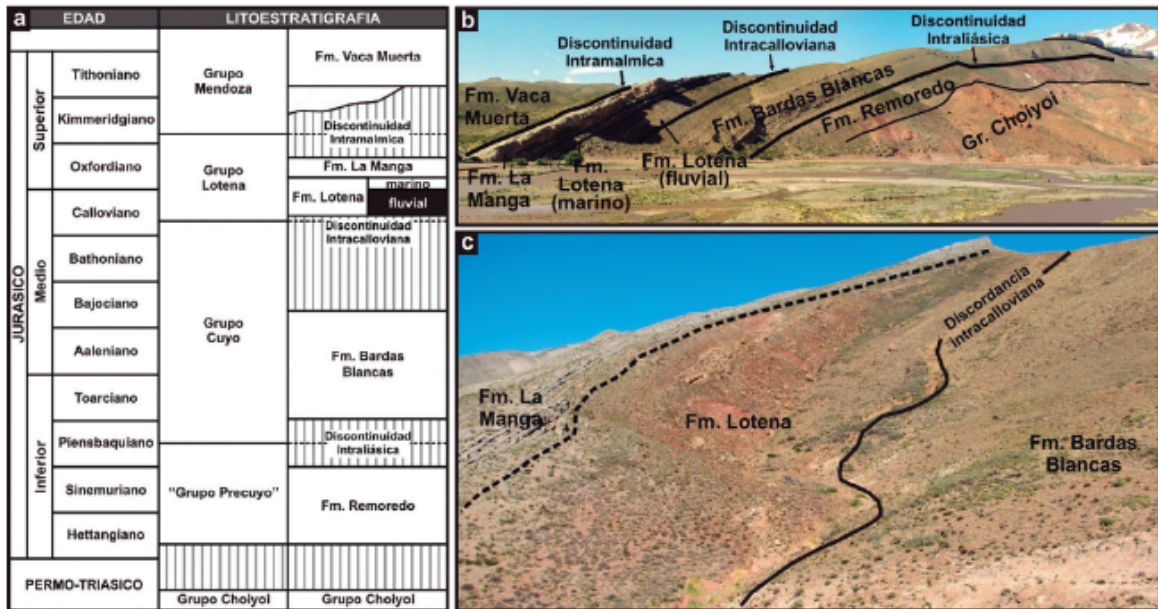 a
EDAD
LITOESTRATIGRAFIA
JURASICO
Superior
Medio
Inferior
Tithoniano
Kimmeridgiano
Oxfordiano
Calloviano
Bathoniano
Bajociano
Aaleniano
Toarciano
Piensbaquiano
Sinemuriano
Hettangiano
PERMO-TRIASICO
Grupo
Mendoza
Grupo
Lotena
Grupo
Cuyo
"Grupo Precuyo"
Grupo Choiyoi
Fm. Vaca Muerta
Discontinuidad
Intramalmica
Fm. La Manga
Fm. Lotena
marino
fluvial
Discontinuidad
Intracalloviana
Fm. Bardas
Blancas
Discontinuidad
Intraliásica
Fm. Remoredo
Grupo Choiyoi
b
Discontinuidad
Intramalmica
Discontinuidad
Intracalloviana
Discontinuidad
Intraliásica
Fm. Vaca
Muerta
Fm. Bardas Blancas
Fm. Remoredo
Gr. Choiyoi
Fm. La
Manga
Fm.
Lotena
(marino)
Fm. Lotena
(fluvial)
c
Discordancia
Intracalloviana
Fm. La
Manga
Fm. Lotena
Fm. Bardas
Blancas